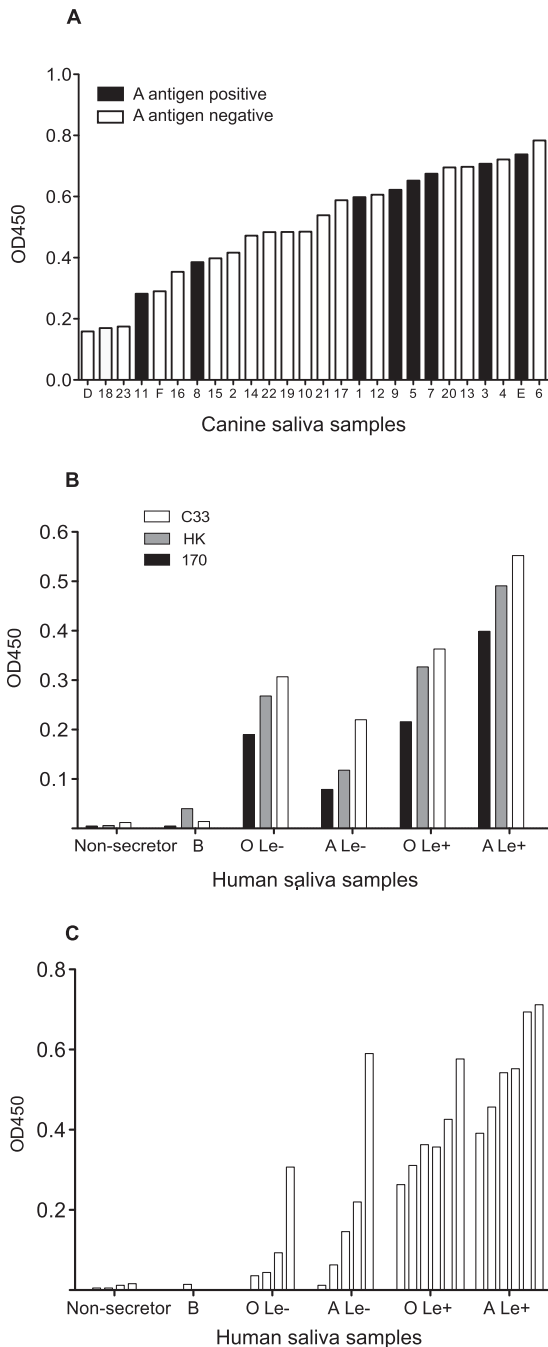 A
1.0
A antigen positive
A antigen negative
0.8
0.6
0.4
0.2
0.0
OD450
D 18 23 11 F 16 8 15 2 14 22 19 10 21 17 1 12 9 5 7 20 13 3 4 E 6
Canine saliva samples
B
C33
HK
170
0.6
0.5
0.4
0.3
0.2
0.1
OD450
Non-secretor B O Le- A Le- O Le+ A Le+
Human saliva samples
C
0.8
0.6
0.4
0.2
OD450
Non-secretor B O Le- A Le- O Le+ A Le+
Human saliva samples